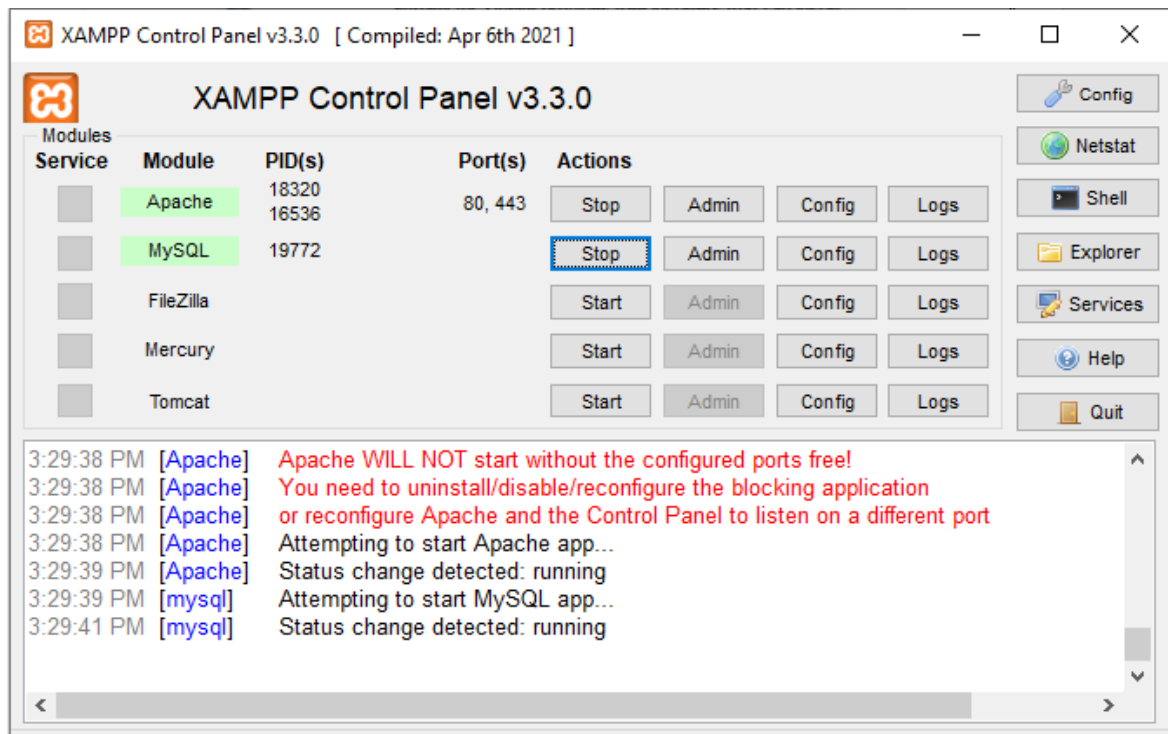 XAMPP Control Panel v3.3.0 [ Compiled: Apr 6th 2021 ]
XAMPP Control Panel v3.3.0
Config
Modules
Netstat
Service Module PID(s) Port(s) Actions
Apache 18320 16536 80, 443 Stop Admin Config Logs
Shell
MySQL 19772 Stop Admin Config Logs
Explorer
FileZilla Start Admin Config Logs
Services
Mercury Start Admin Config Logs
Help
Tomcat Start Admin Config Logs
Quit
3:29:38 PM [Apache] Apache WILL NOT start without the configured ports free!
3:29:38 PM [Apache] You need to uninstall/disable/reconfigure the blocking application
3:29:38 PM [Apache] or reconfigure Apache and the Control Panel to listen on a different port
3:29:38 PM [Apache] Attempting to start Apache app...
3:29:39 PM [Apache] Status change detected: running
3:29:39 PM [mysql] Attempting to start MySQL app...
3:29:41 PM [mysql] Status change detected: running